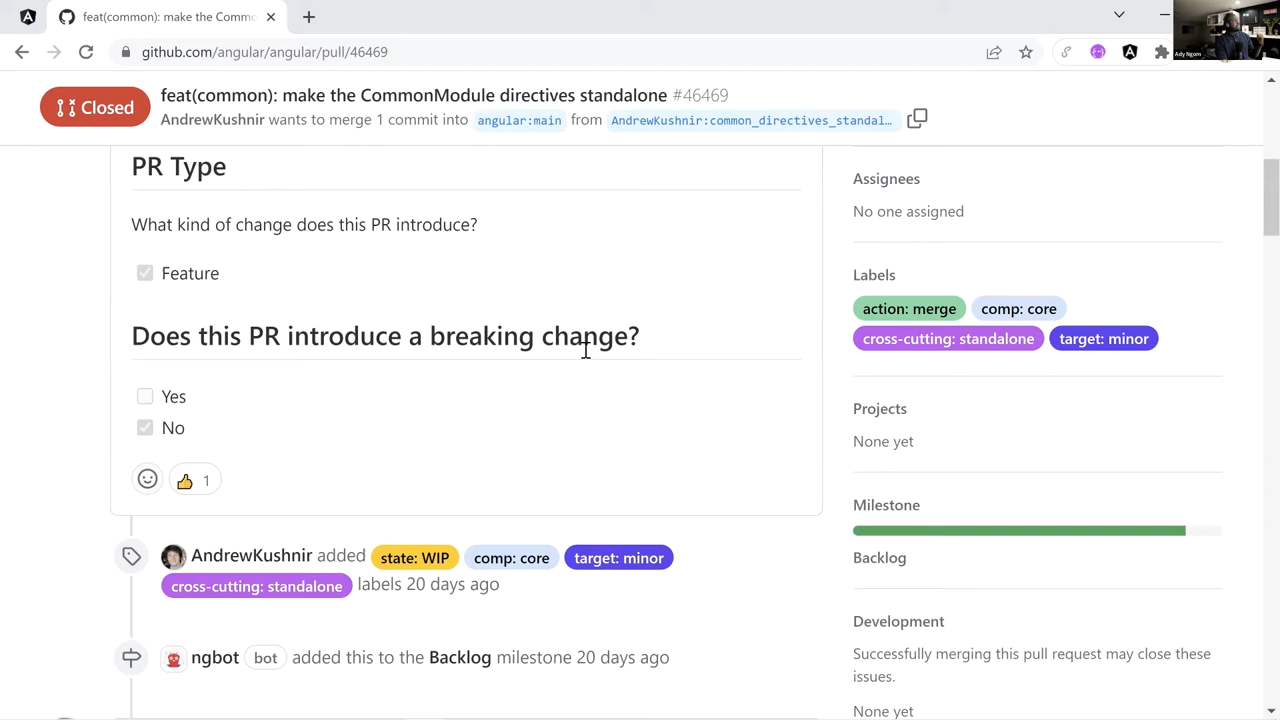 feat(common): make the Commo
github.com/angular/angular/pull/46469
Ady Ngom
Closed
feat(common): make the CommonModule directives standalone #46469
AndrewKushnir wants to merge 1 commit into angular:main from AndrewKushnir:common_directives_standal...
PR Type
What kind of change does this PR introduce?
Feature
Does this PR introduce a breaking change?
Yes
No
👍 1
AndrewKushnir added state: WIP comp: core target: minor
cross-cutting: standalone labels 20 days ago
ngbot bot added this to the Backlog milestone 20 days ago
Assignees
No one assigned
Labels
action: merge comp: core
cross-cutting: standalone target: minor
Projects
None yet
Milestone
Backlog
Development
Successfully merging this pull request may close these
issues.
None yet